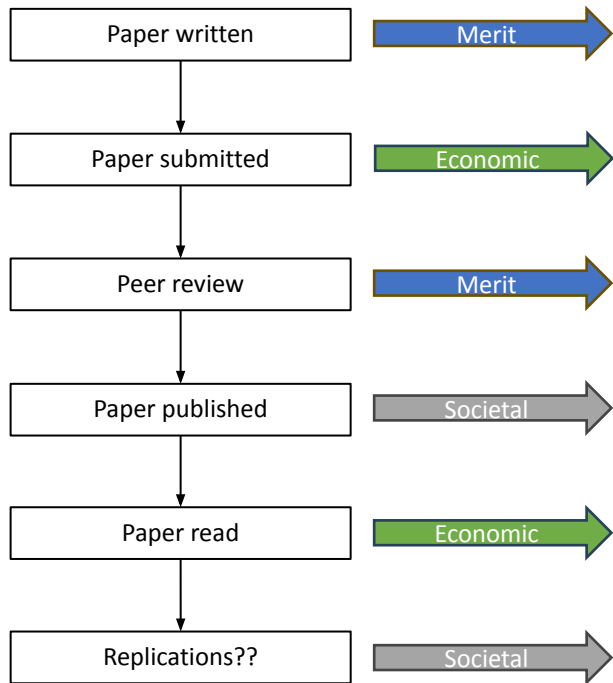 Paper written
Merit
Paper submitted
Economic
Peer review
Merit
Paper published
Societal
Paper read
Economic
Replications??
Societal